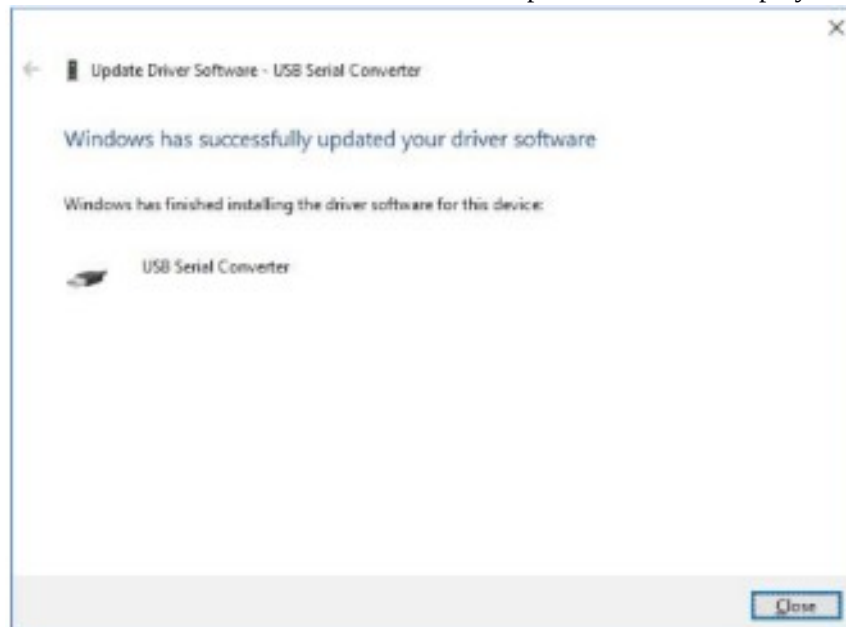 Update Driver Software - USB Serial Converter
Windows has successfully updated your driver software
Windows has finished installing the driver software for this device:
USB Serial Converter
Close